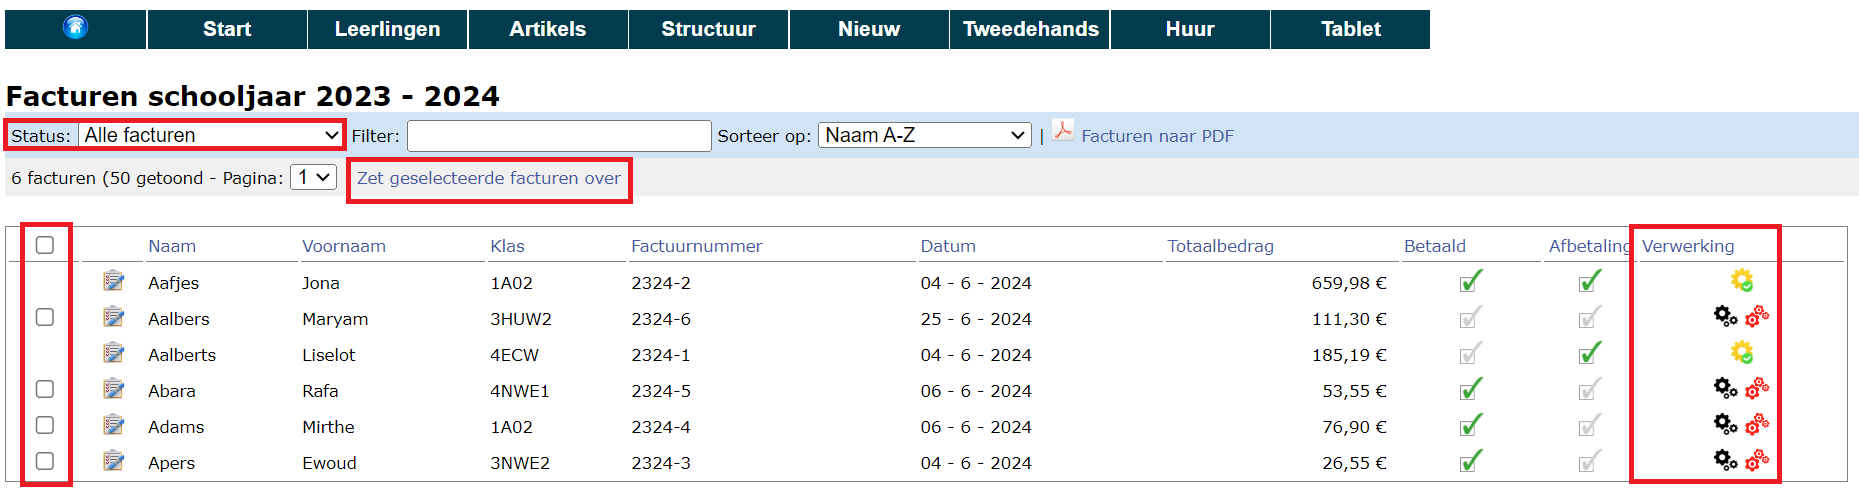 Start Leerlingen Artikels Structuur Nieuw Tweedehands Huur Tablet
Facturen schooljaar 2023 - 2024
Status: Alle facturen Filter: Sorteer op: Naam A-Z | Facturen naar PDF
6 facturen (50 getoond - Pagina: 1 Zet geselecteerde facturen over
Naam Voornaam Klas Factuurnummer Datum Totaalbedrag Betaald Afbetaling Verwerking
Aafjes Jona 1A02 2324-2 04 - 6 - 2024 659,98 €
Aalbers Maryam 3HUW2 2324-6 25 - 6 - 2024 111,30 €
Aalberts Liselot 4ECW 2324-1 04 - 6 - 2024 185,19 €
Abara Rafa 4NWE1 2324-5 06 - 6 - 2024 53,55 €
Adams Mirthe 1A02 2324-4 06 - 6 - 2024 76,90 €
Apers Ewoud 3NWE2 2324-3 04 - 6 - 2024 26,55 €